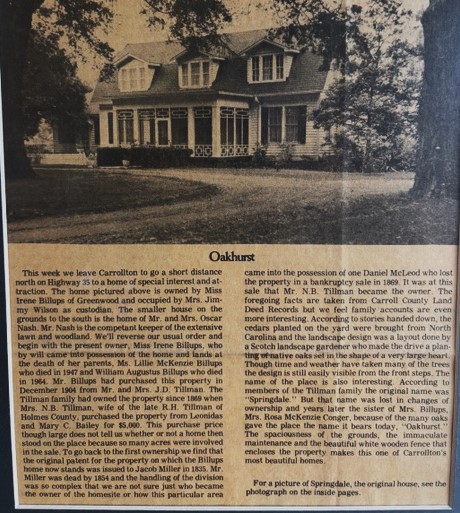 Oakhurst
This week we leave Carrollton to go a short distance
north on Highway 35 to a home of special interest and at-
traction. The home pictured above is owned by Miss
Irene Billups of Greenwood and occupied by Mrs. Jim-
my Wilson as custodian. The smaller house on the
grounds to the south is the home of Mr. and Mrs. Oscar
Nash. Mr. Nash is the competent keeper of the extensive
lawn and woodland. We'll reverse our usual order and
begin with the present owner, Miss Irene Billups, who
by will came into possession of the home and lands at
the death of her parents, Ms. Lillie McKenzie Billups
who died in 1947 and William Augustus Billups who died
in 1964. Mr. Billups had purchased this property in
December 1904 from Mr. and Mrs. J.D. Tillman. The
Tillman family had owned the property since 1869 when
Mrs. N.B. Tillman, wife of the late R.H. Tillman of
Holmes County, purchased the property from Leonidas
and Mary C. Bailey for $5,000. This purchase price
though large does not tell us whether or not a home then
stood on the place because so many acres were involved
in the sale. To go back to the first ownership we find that
the original patent for the property on which the Billups
home now stands was issued to Jacob Miller in 1835. Mr.
Miller was dead by 1854 and the handling of the division
was so complex that we are not sure just who became
the owner of the homesite or how this particular area
came into the possession of one Daniel McLeod who lost
the property in a bankruptcy sale in 1869. It was at this
sale that Mr. N.B. Tillman became the owner. The
foregoing facts are taken from Carroll County Land
Deed Records but we feel family accounts are even
more interesting. According to stories handed down, the
cedars planted on the yard were brought from North
Carolina and the landscape design was a layout done by
a Scotch landscape gardener who made the drive a plan-
ting of native oaks set in the shape of a very large heart.
Though time and weather have taken many of the trees
the design is still easily visible from the front steps. The
name of the place is also interesting. According to
members of the Tillman family the original name was
"Springdale." But that name was lost in changes of
ownership and years later the sister of Mrs. Billups,
Mrs. Rosa McKenzie Conger, because of the many oaks
gave the place the name it bears today, "Oakhurst."
The spaciousness of the grounds, the immaculate
maintenance and the beautiful white wooden fence that
encloses the property makes this one of Carrollton's
most beautiful homes.
For a picture of Springdale, the original house, see the
photograph on the inside pages.